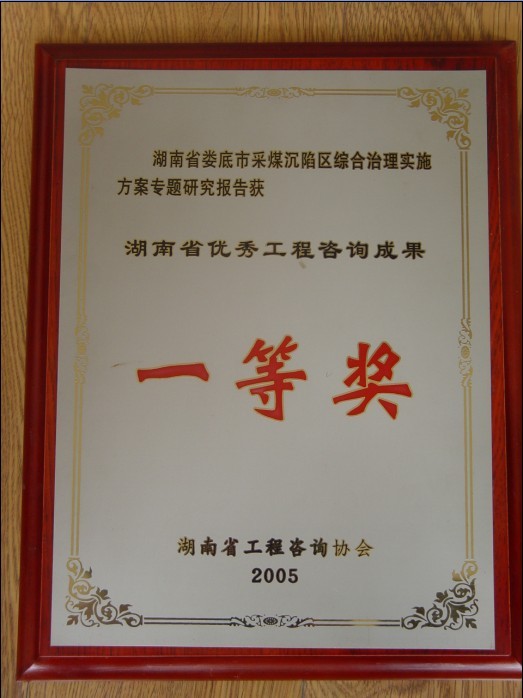 湖南省娄底市采煤沉陷区综合治理实施
方案专题研究报告获
湖南省优秀工程咨询成果
一等奖
湖南省工程咨询协会
2005